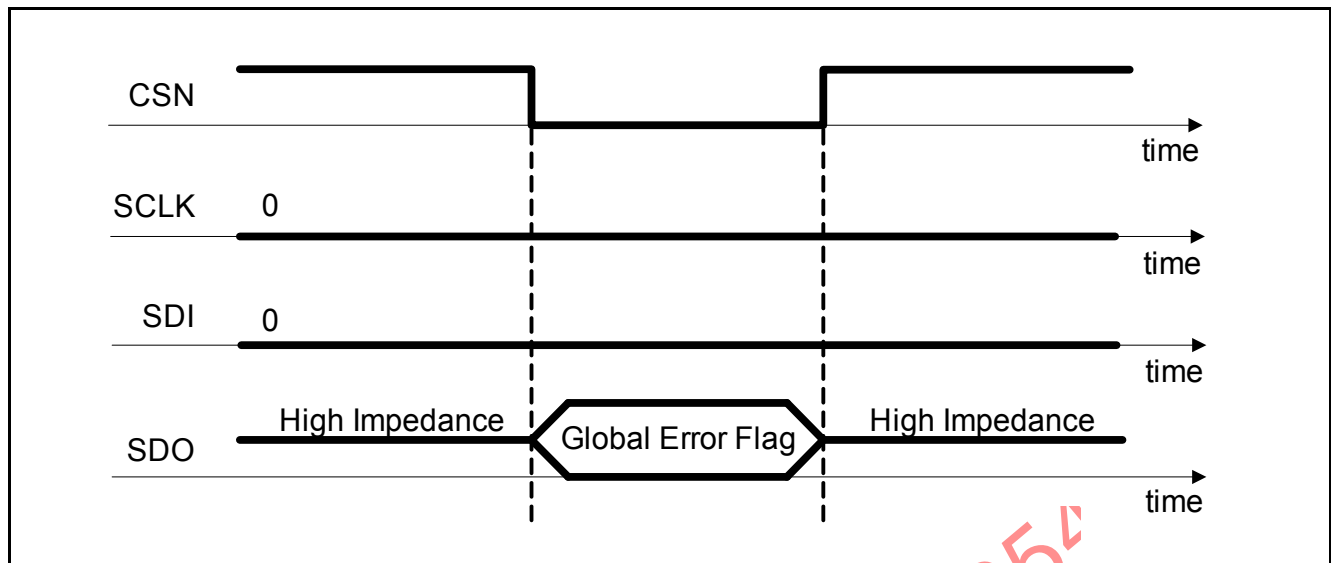 CSN
time
SCLK 0
time
SDI 0
time
High Impedance Global Error Flag High Impedance
SDO
time